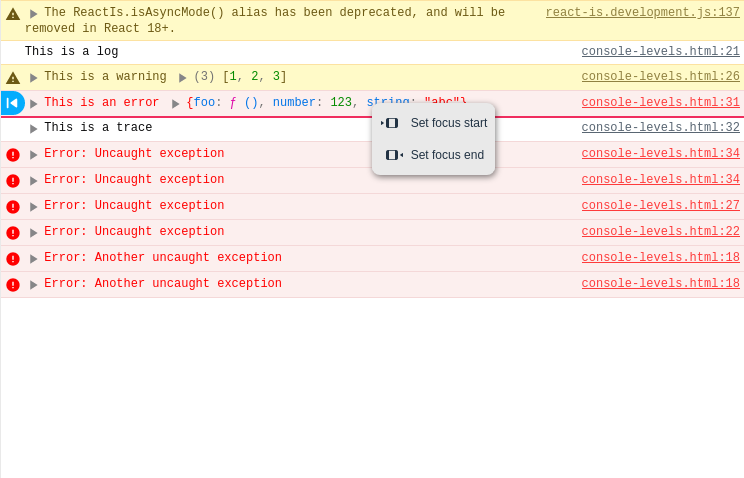 The ReactIs.isAsyncMode() alias has been deprecated, and will be react-is.development.js:137
removed in React 18+.
This is a log console-levels.html:21
This is a warning (3) [1, 2, 3] console-levels.html:26
This is an error {foo: ƒ (), number: 123, string: "abc"} console-levels.html:31
Set focus start
This is a trace console-levels.html:32
Set focus end
Error: Uncaught exception console-levels.html:34
Error: Uncaught exception console-levels.html:34
Error: Uncaught exception console-levels.html:27
Error: Uncaught exception console-levels.html:22
Error: Another uncaught exception console-levels.html:18
Error: Another uncaught exception console-levels.html:18